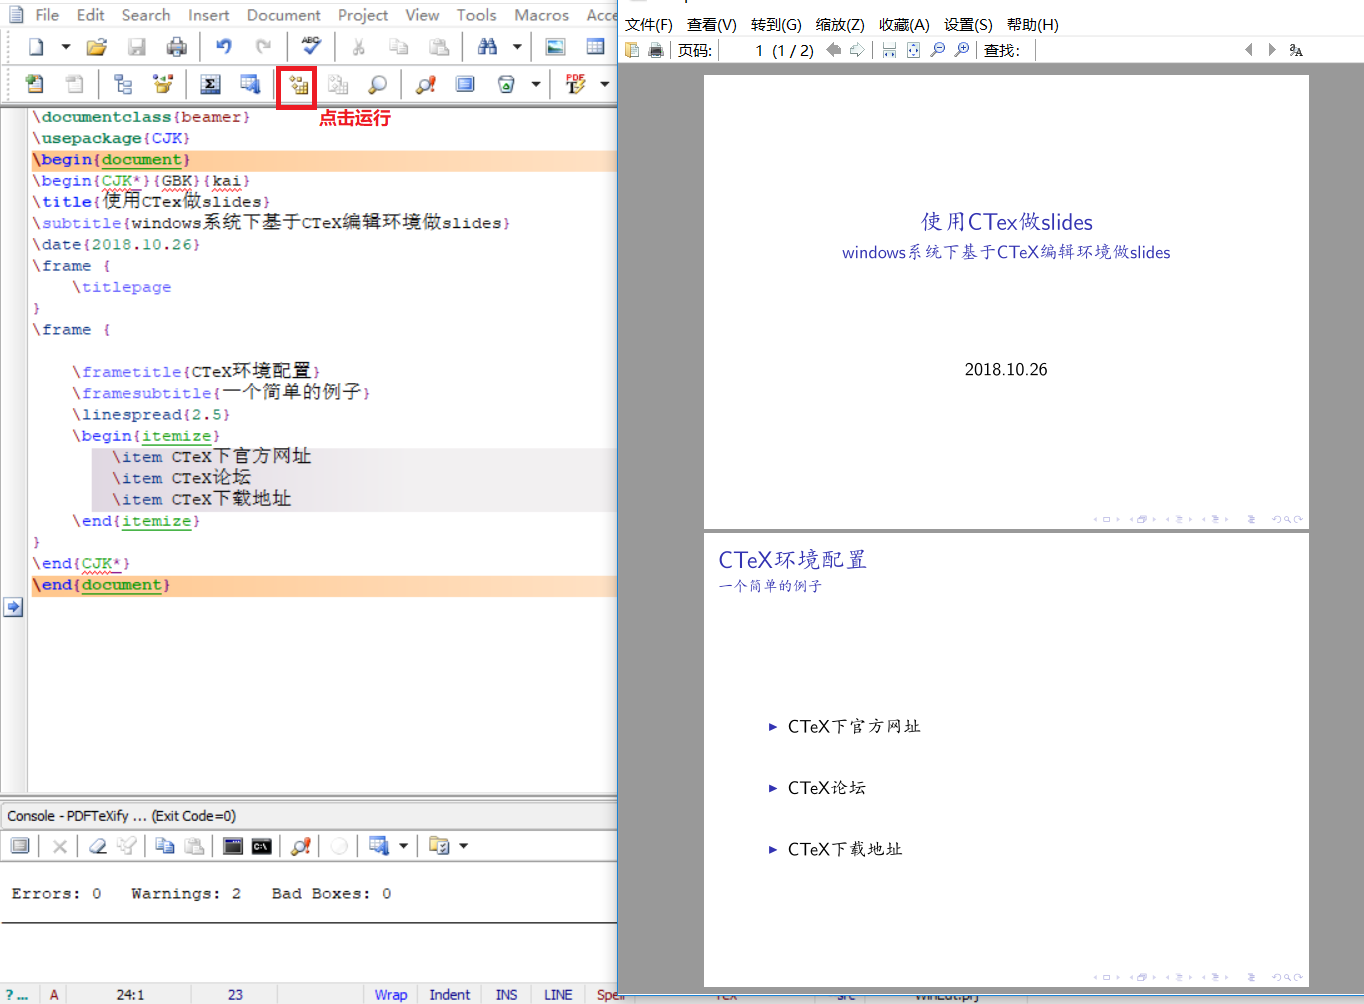 File Edit Search Insert Document Project View Tools Macros Acce
ABC
PDF
点击运行
\documentclass{beamer}
\usepackage{CJK}
\begin{document}
\begin{CJK*}{GBK}{kai}
\title{使用CTex做slides}
\subtitle{windows系统下基于CTeX编辑环境做slides}
\date{2018.10.26}
\frame {
\titlepage
}
\frame {
\frametitle{CTeX环境配置}
\framesubtitle{一个简单的例子}
\linespread{2.5}
\begin{itemize}
\item CTeX下官方网址
\item CTeX论坛
\item CTeX下载地址
\end{itemize}
}
\end{CJK*}
\end{document}
Console - PDFTeXify ... (Exit Code=0)
C:\
Errors: 0 Warnings: 2 Bad Boxes: 0
? ... A 24:1 23 Wrap Indent INS LINE Spell TeX src WinEdt.prj
文件(F) 查看(V) 转到(G) 缩放(Z) 收藏(A) 设置(S) 帮助(H)
页码: 1 (1 / 2) 查找: aA
使用CTex做slides
windows系统下基于CTeX编辑环境做slides
2018.10.26
CTeX环境配置
一个简单的例子
CTeX下官方网址
CTeX论坛
CTeX下载地址